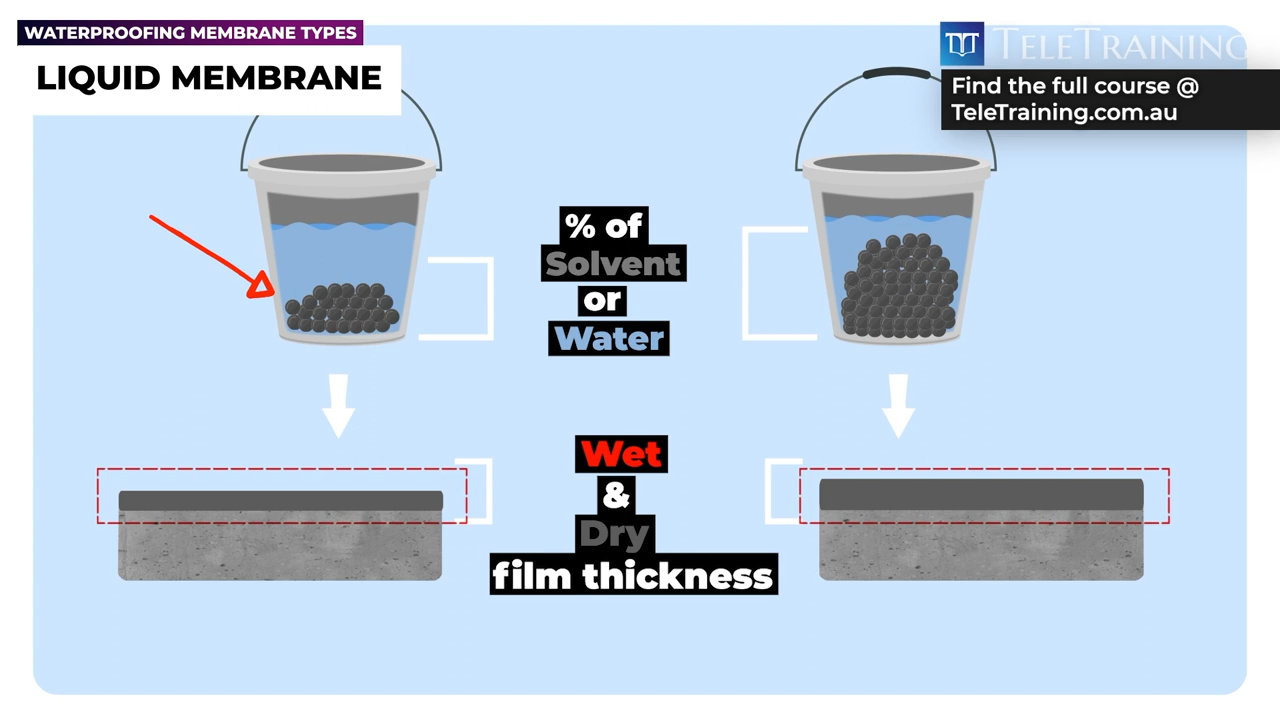 WATERPROOFING MEMBRANE TYPES
LIQUID MEMBRANE
TELETRAINING
Find the full course @
TeleTraining.com.au
% of
Solvent
or
Water
Wet
&
Dry
film thickness